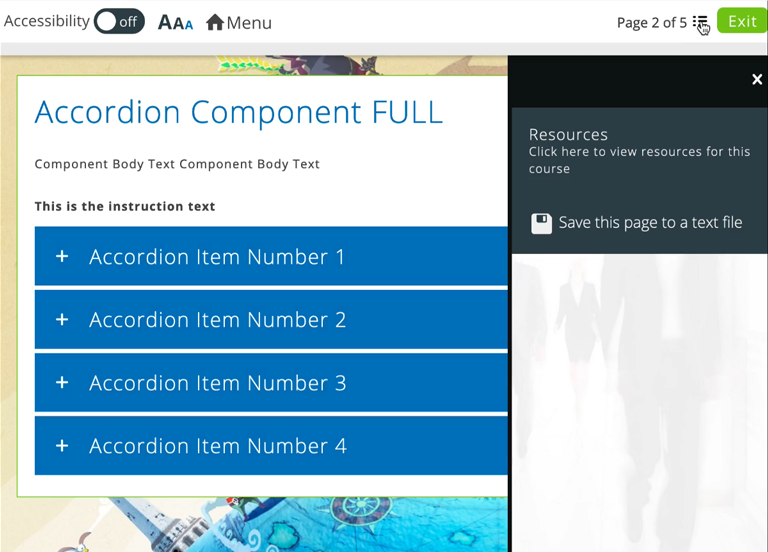 Accessibility off AAA Menu Page 2 of 5 Exit
Accordion Component FULL
Component Body Text Component Body Text
This is the instruction text
+ Accordion Item Number 1
+ Accordion Item Number 2
+ Accordion Item Number 3
+ Accordion Item Number 4
x
Resources
Click here to view resources for this
course
Save this page to a text file